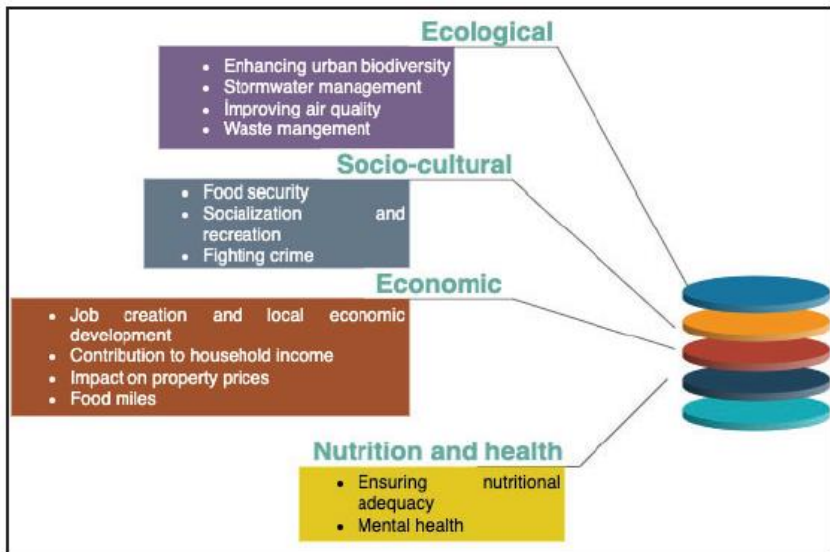 Ecological
• Enhancing urban biodiversity
• Stormwater management
• İmproving air quality
• Waste mangement
Socio-cultural
• Food security
• Socialization and
recreation
• Fighting crime
Economic
• Job creation and local economic
development
• Contribution to household income
• Impact on property prices
• Food miles
Nutrition and health
• Ensuring nutritional
adequacy
• Mental health